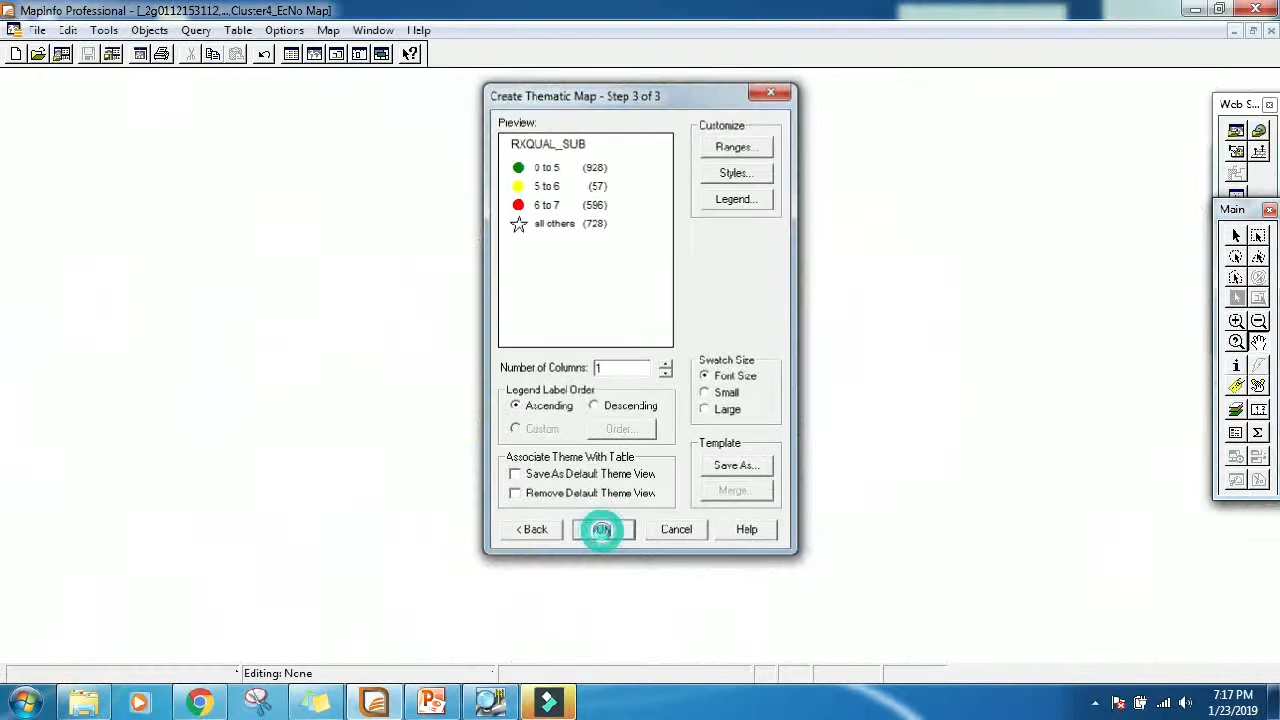 MapInfo Professional - [_2g0112153112,...Cluster4_EcNo Map]
File Edit Tools Objects Query Table Options Map Window Help
Create Thematic Map - Step 3 of 3
Preview:
RXQUAL_SUB
0 to 5 (928)
5 to 6 (57)
6 to 7 (596)
all others (728)
Customize
Ranges...
Styles...
Legend...
Number of Columns: 1
Legend Label Order
Ascending Descending
Custom Order...
Swatch Size
Font Size
Small
Large
Associate Theme With Table
Save As Default Theme View
Remove Default Theme View
Template
Save As...
Merge...
< Back Cancel Help
Web S...
Main
Editing: None
7:17 PM
1/23/2019